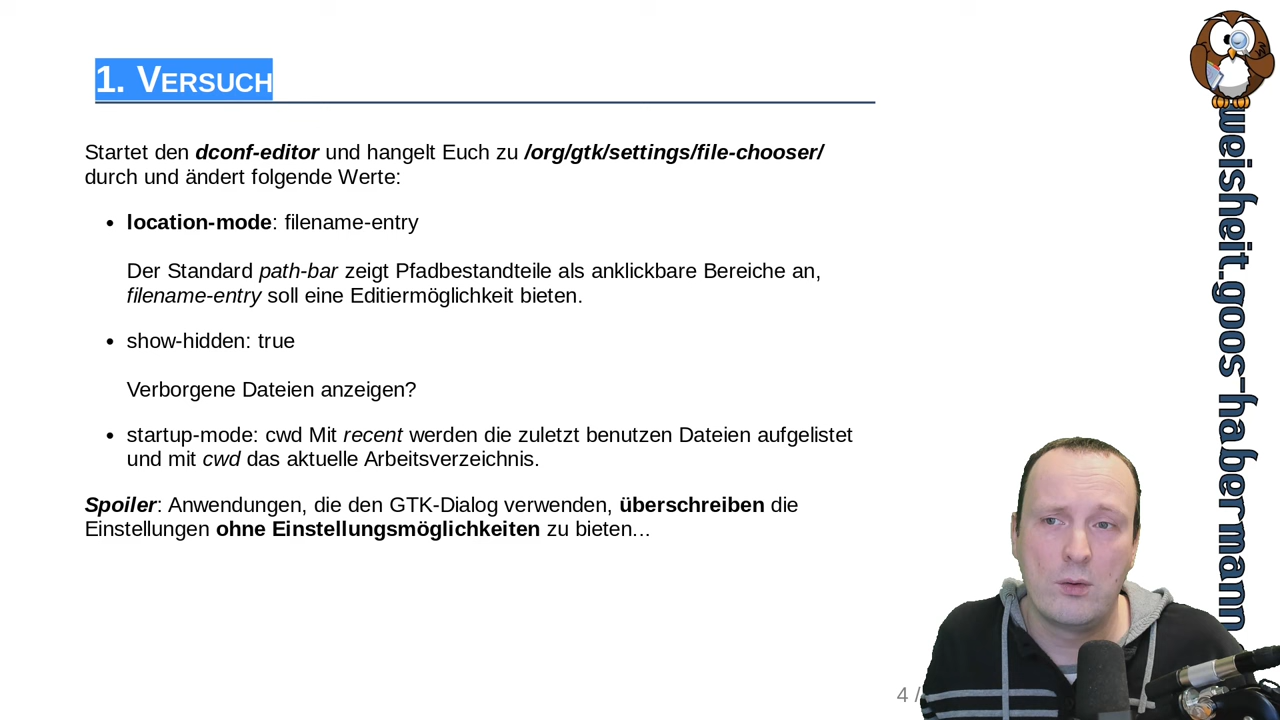 1. VERSUCH
Startet den dconf-editor und hangelt Euch zu /org/gtk/settings/file-chooser/
durch und ändert folgende Werte:
• location-mode: filename-entry
Der Standard path-bar zeigt Pfadbestandteile als anklickbare Bereiche an,
filename-entry soll eine Editiermöglichkeit bieten.
• show-hidden: true
Verborgene Dateien anzeigen?
• startup-mode: cwd Mit recent werden die zuletzt benutzen Dateien aufgelistet
und mit cwd das aktuelle Arbeitsverzeichnis.
Spoiler: Anwendungen, die den GTK-Dialog verwenden, überschreiben die
Einstellungen ohne Einstellungsmöglichkeiten zu bieten...
4 /
weisheit.goos-habermann